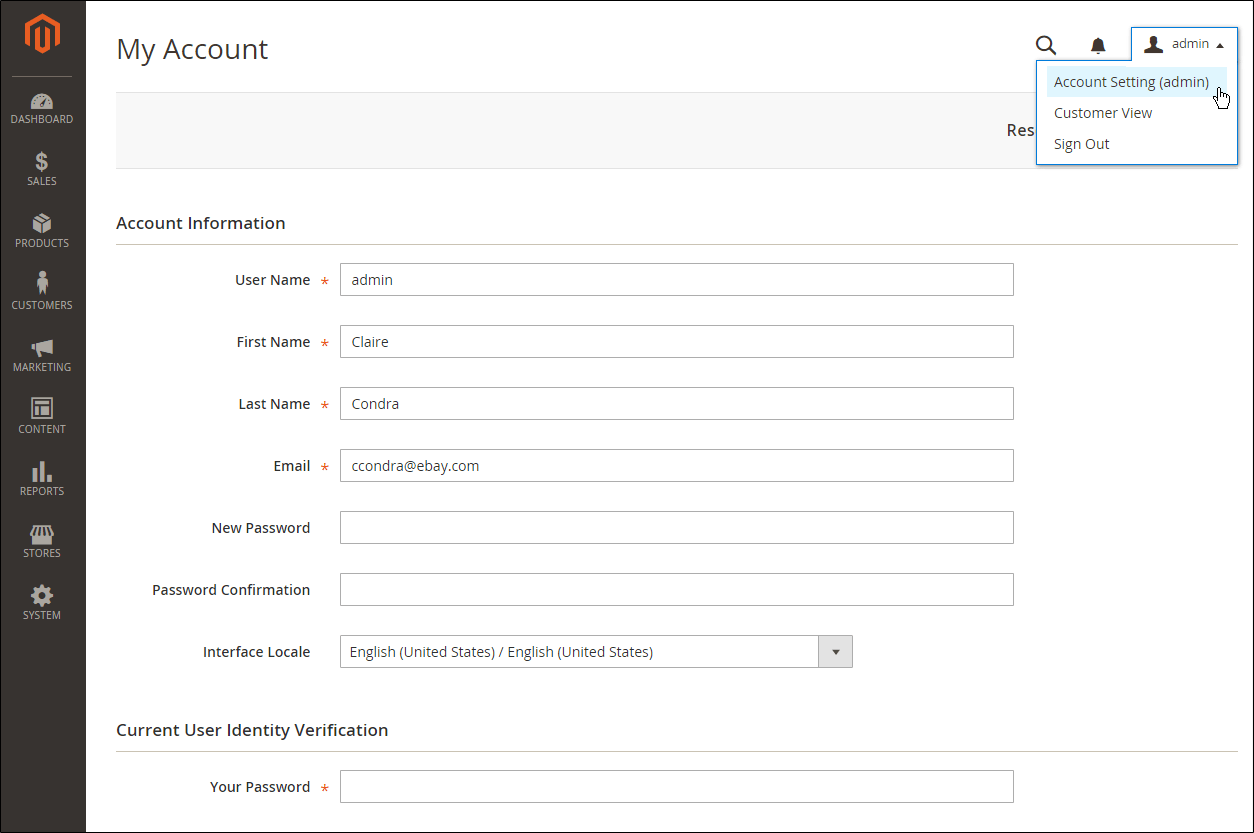 My Account
admin
Account Setting (admin)
Customer View
Sign Out
Res
DASHBOARD
SALES
PRODUCTS
CUSTOMERS
MARKETING
CONTENT
REPORTS
STORES
SYSTEM
Account Information
User Name * admin
First Name * Claire
Last Name * Condra
Email * ccondra@ebay.com
New Password
Password Confirmation
Interface Locale English (United States) / English (United States)
Current User Identity Verification
Your Password *